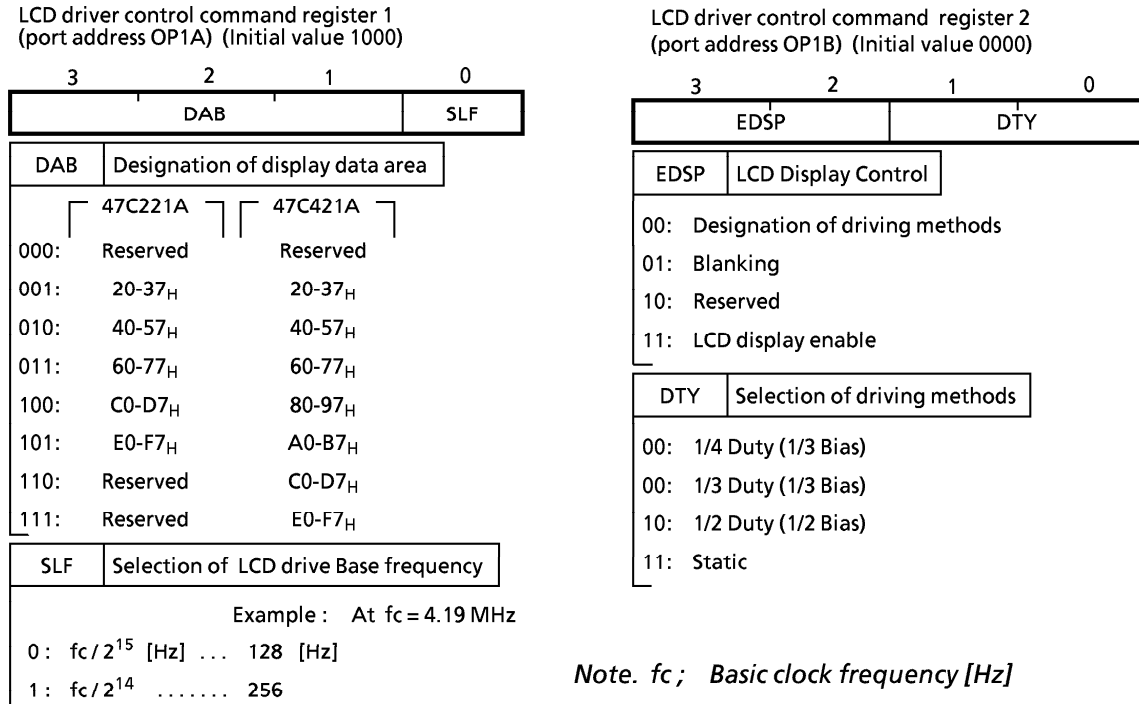 LCD driver control command register 1
(port address OP1A) (Initial value 1000)
3 2 1 0
DAB SLF
DAB Designation of display data area
47C221A 47C421A
000: Reserved Reserved
001: 20-37H 20-37H
010: 40-57H 40-57H
011: 60-77H 60-77H
100: C0-D7H 80-97H
101: E0-F7H A0-B7H
110: Reserved C0-D7H
111: Reserved E0-F7H
SLF Selection of LCD drive Base frequency
Example : At fc = 4.19 MHz
0 : fc / 2^15 [Hz] ... 128 [Hz]
1 : fc / 2^14 ....... 256
LCD driver control command register 2
(port address OP1B) (Initial value 0000)
3 2 1 0
EDSP DTY
EDSP LCD Display Control
00: Designation of driving methods
01: Blanking
10: Reserved
11: LCD display enable
DTY Selection of driving methods
00: 1/4 Duty (1/3 Bias)
00: 1/3 Duty (1/3 Bias)
10: 1/2 Duty (1/2 Bias)
11: Static
Note. fc ; Basic clock frequency [Hz]